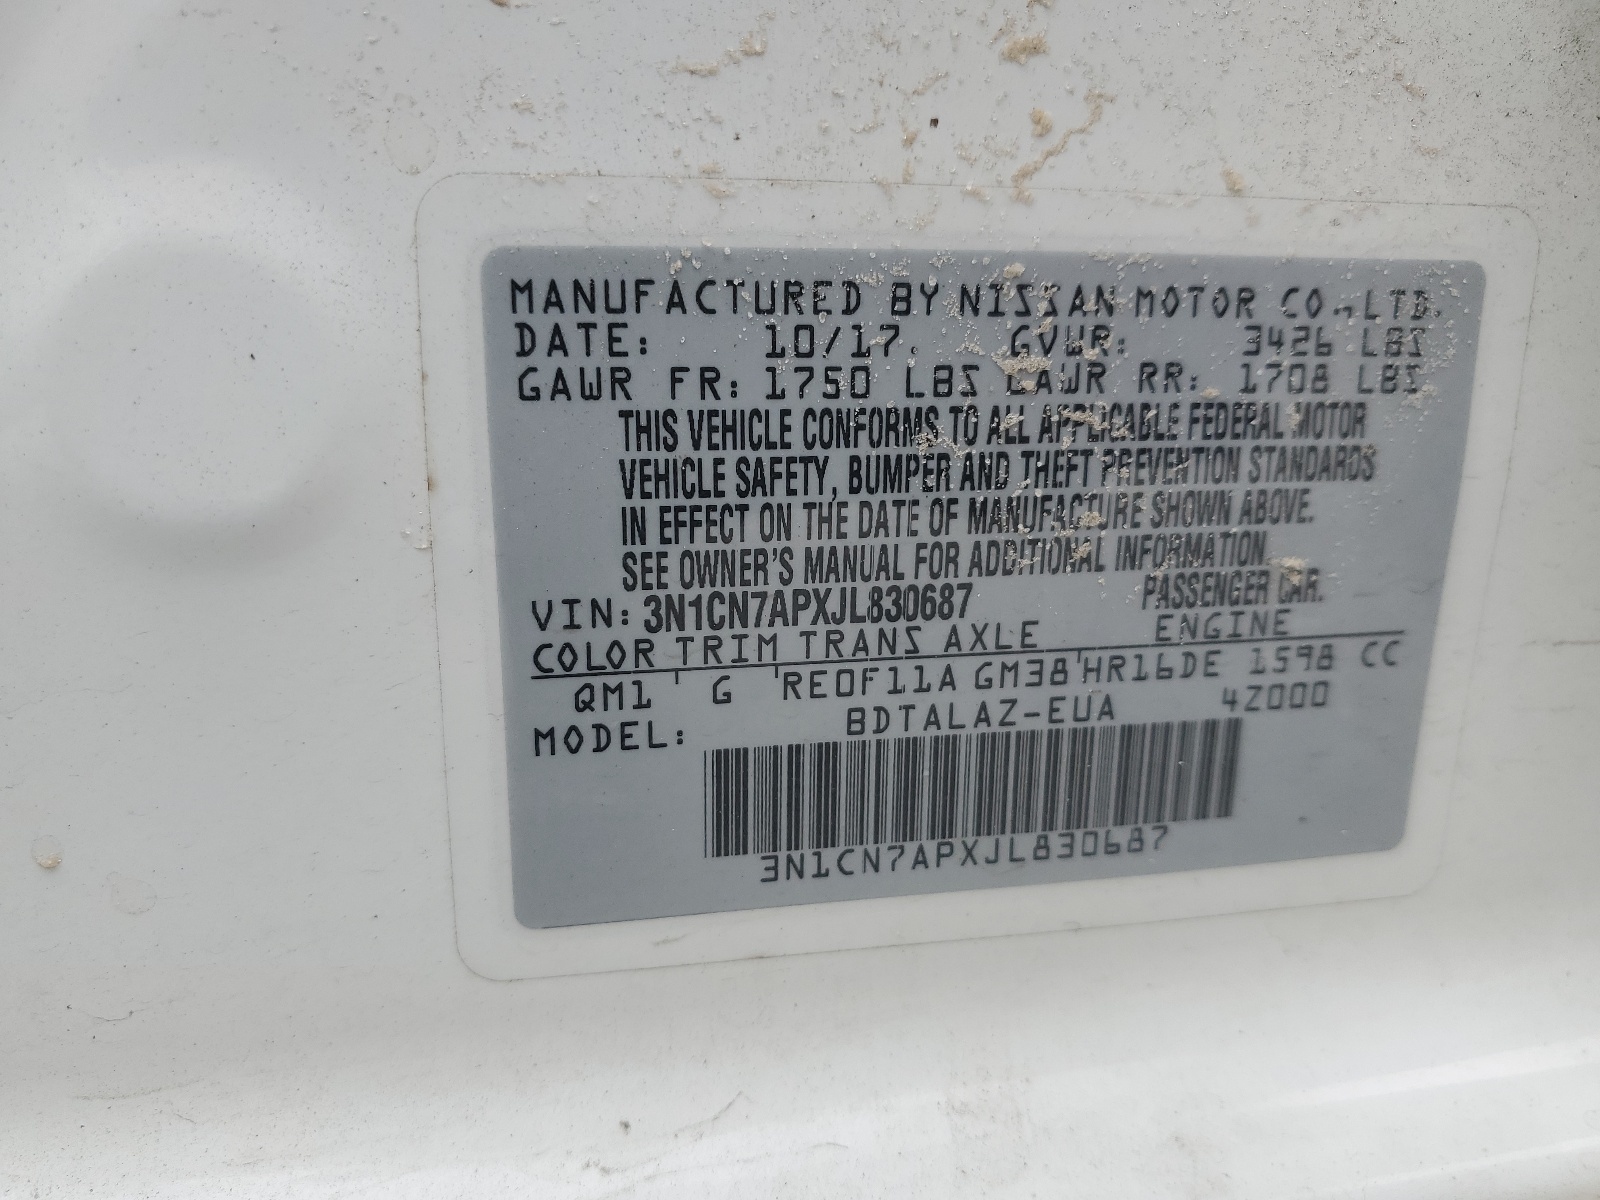 MANUFACTURED BY NISSAN MOTOR CO.,LTD.
DATE: 10/17. GVWR: 3426 LBS
GAWR FR: 1750 LBS GAWR RR: 1708 LBS
THIS VEHICLE CONFORMS TO ALL APPLICABLE FEDERAL MOTOR
VEHICLE SAFETY, BUMPER AND THEFT PREVENTION STANDARDS
IN EFFECT ON THE DATE OF MANUFACTURE SHOWN ABOVE.
SEE OWNER'S MANUAL FOR ADDITIONAL INFORMATION
VIN: 3N1CN7APXJL830687 PASSENGER CAR.
COLOR TRIM TRANS AXLE ENGINE
QM1 G RE0F11A GM38 HR16DE 1598 CC
MODEL: BDTALAZ-EUA 4Z000
3N1CN7APXJL830687